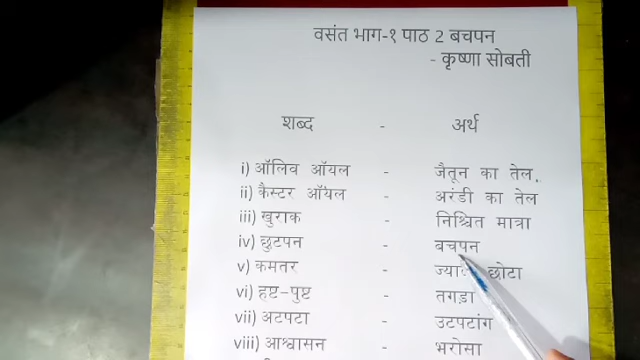 वसंत भाग-१ पाठ 2 बचपन
- कृष्णा सोबती
शब्द - अर्थ
i) ऑलिव ऑयल - जैतून का तेल.
ii) कैस्टर ऑयल - अरंडी का तेल
iii) खुराक - निश्चित मात्रा
iv) छुटपन - बचपन
v) कमतर - छोटा
vi) हष्ट-पुष्ट - तगड़ा
vii) अटपटा - उटपटांग
viii) आश्वासन - भरोसा